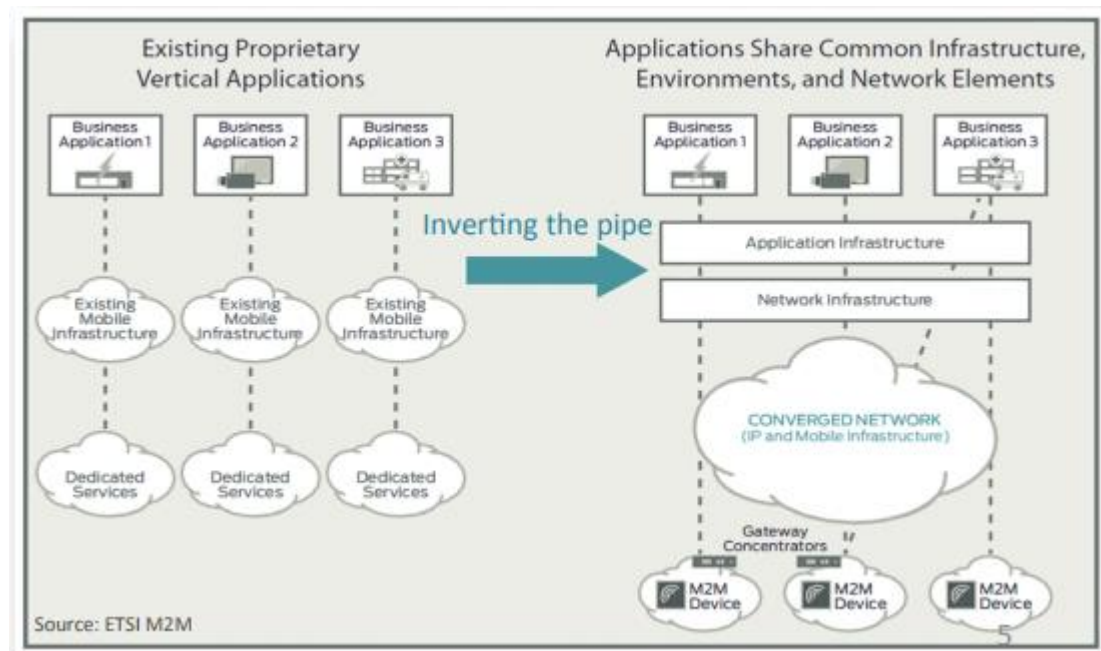 Existing Proprietary
Vertical Applications
Business
Application 1
Business
Application 2
Business
Application 3
Existing
Mobile
Infrastructure
Existing
Mobile
Infrastructure
Existing
Mobile
Infrastructure
Dedicated
Services
Dedicated
Services
Dedicated
Services
Source: ETSI M2M
Inverting the pipe
Applications Share Common Infrastructure,
Environments, and Network Elements
Business
Application 1
Business
Application 2
Business
Application 3
Application Infrastructure
Network Infrastructure
CONVERGED NETWORK
(IP and Mobile Infrastructure)
Gateway
Concentrators
M2M
Device
M2M
Device
M2M
Device
5